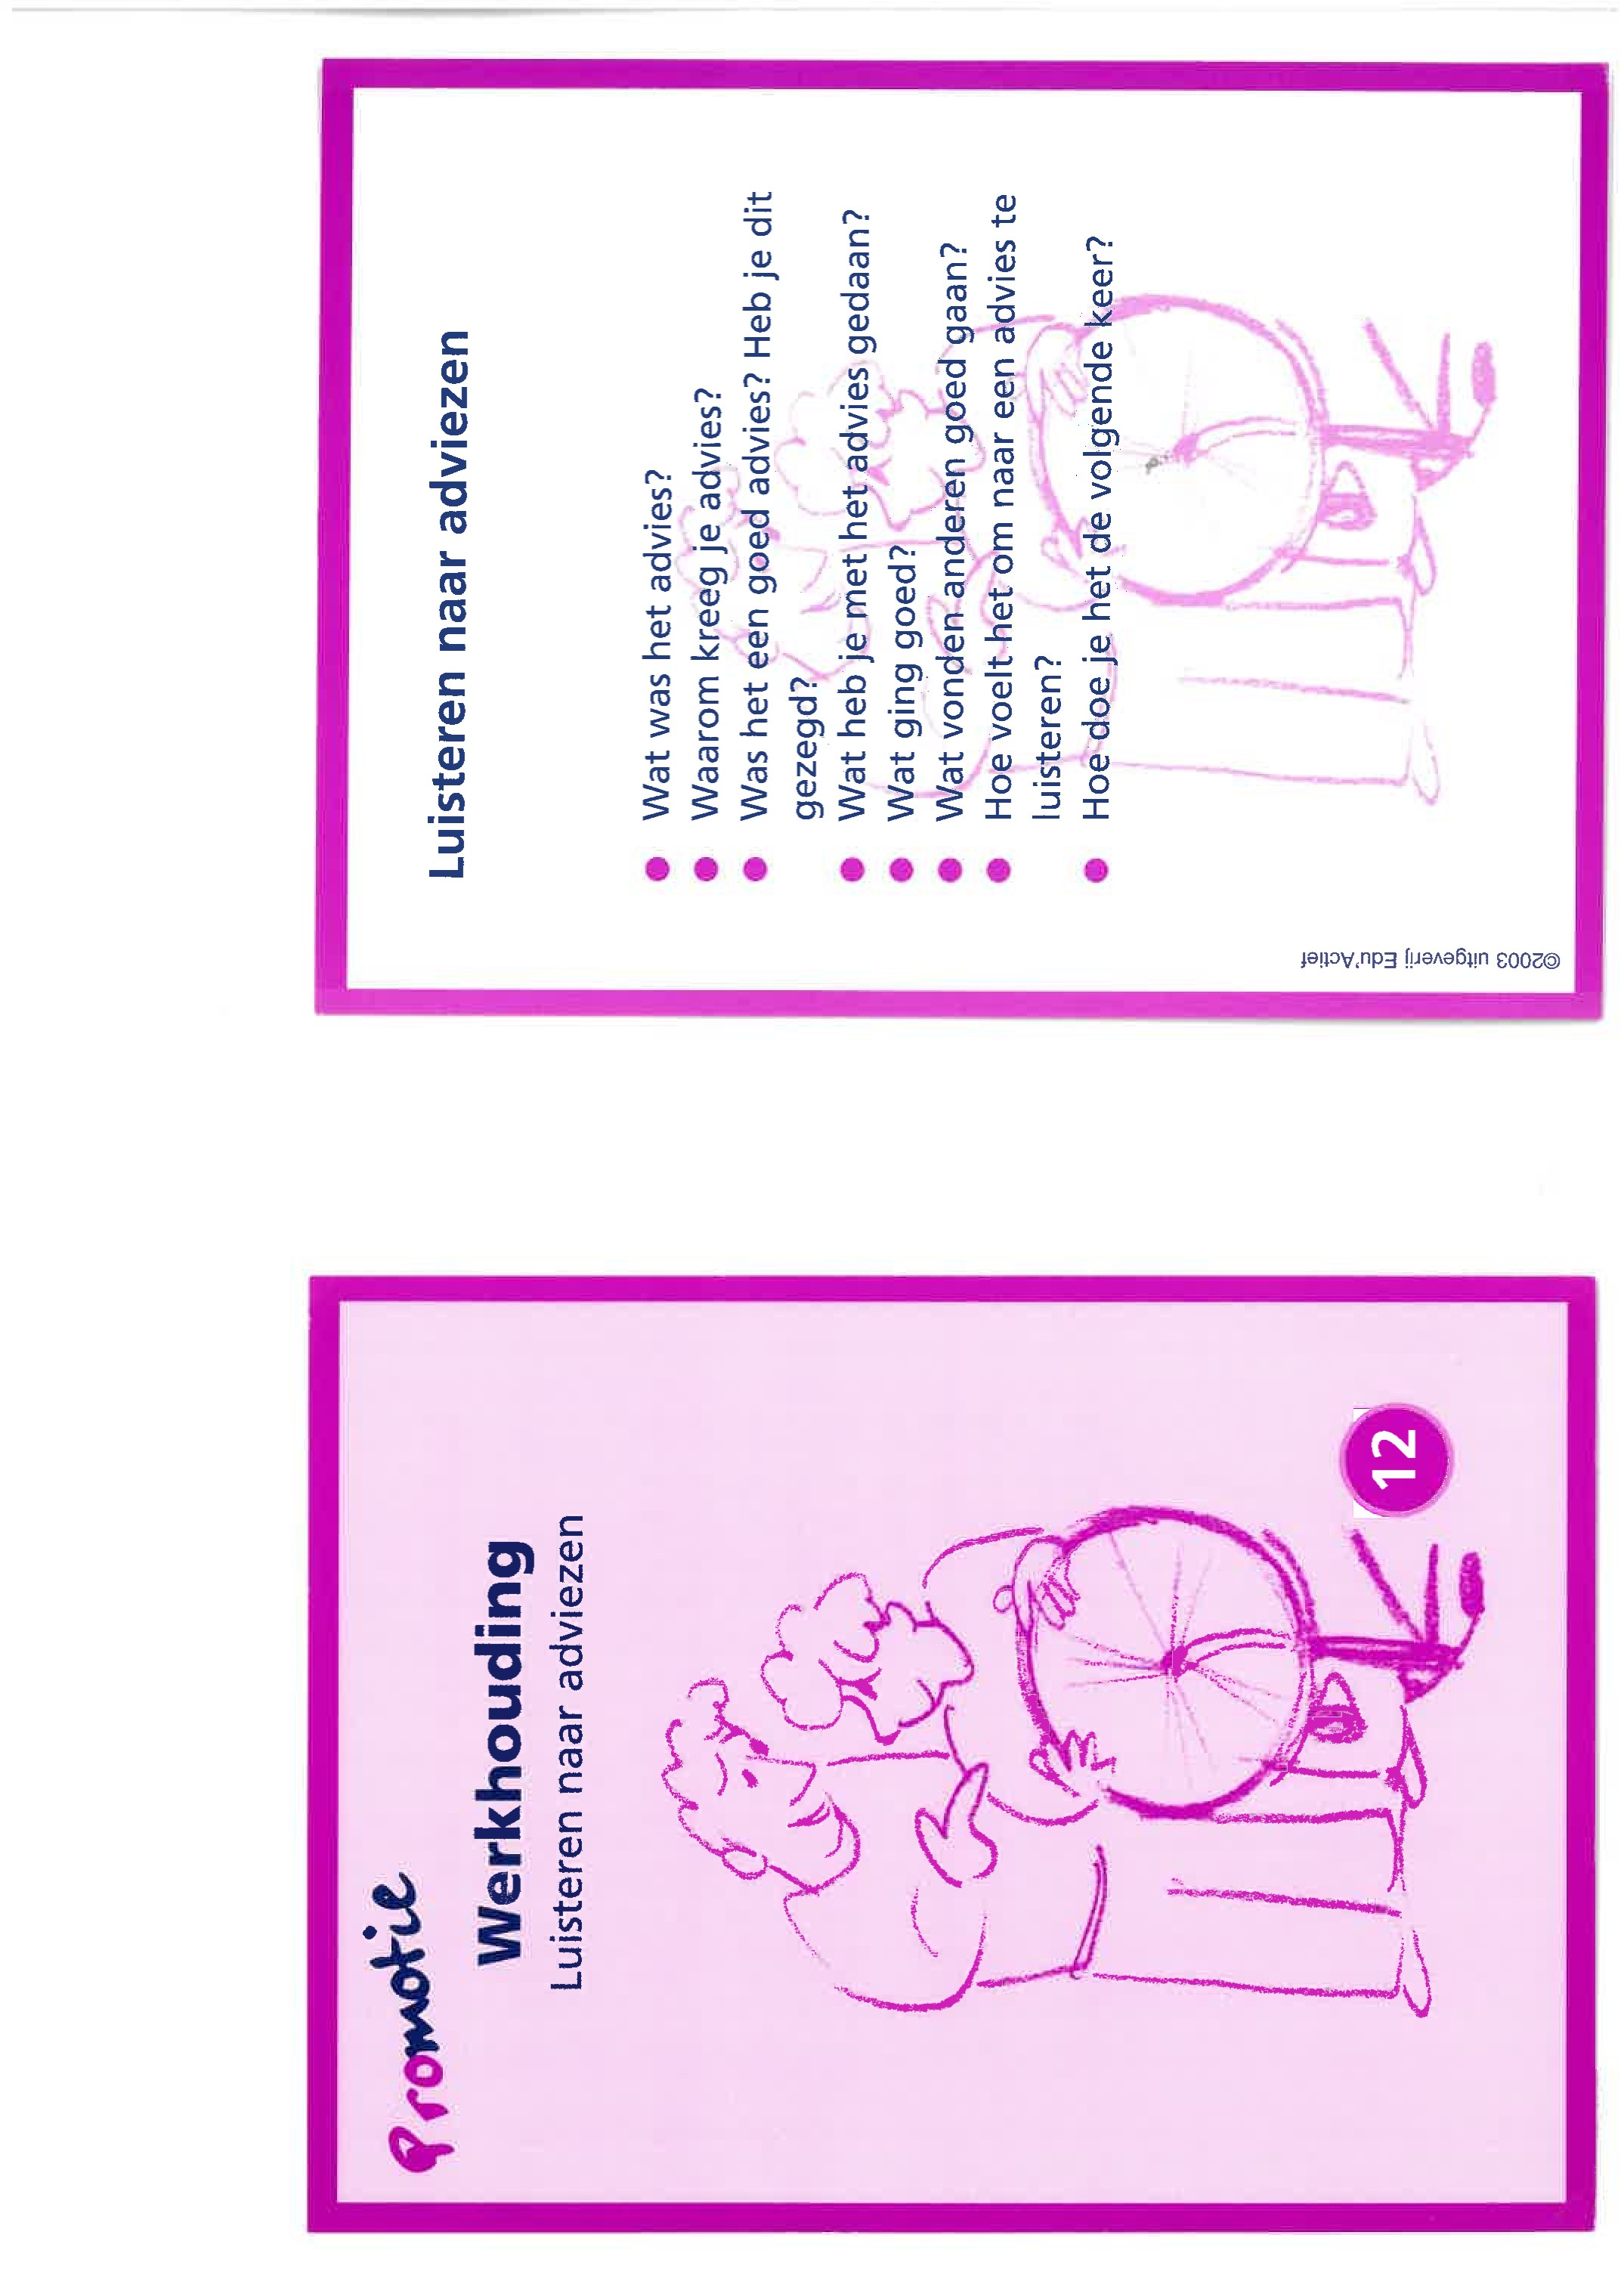 Promotie
Werkhouding
Luisteren naar adviezen
12
Luisteren naar adviezen
Wat was het advies?
Waarom kreeg je advies?
Was het een goed advies? Heb je dit
gezegd?
Wat heb je met het advies gedaan?
Wat ging goed?
Wat vonden anderen goed gaan?
Hoe voelt het om naar een advies te
luisteren?
Hoe doe je het de volgende keer?
©2003 uitgeverij Edu'Actief